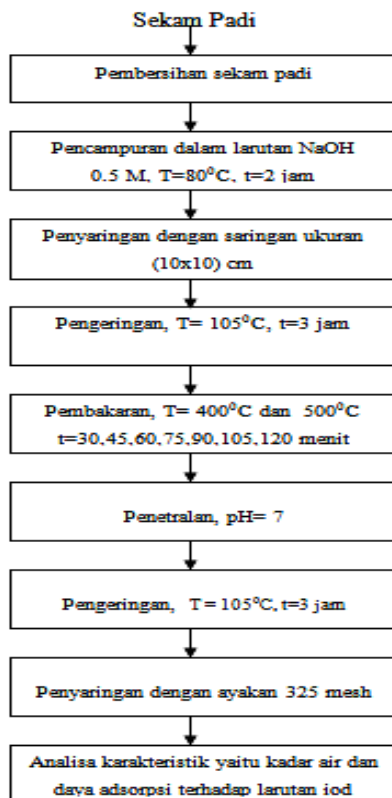 Sekam Padi
Pembersihan sekam padi
Pencampuran dalam larutan NaOH
0.5 M, T=80⁰C, t=2 jam
Penyaringan dengan saringan ukuran
(10x10) cm
Pengeringan, T= 105⁰C, t=3 jam
Pembakaran, T= 400⁰C dan 500⁰C
t=30,45,60,75,90,105,120 menit
Penetralan, pH= 7
Pengeringan, T = 105⁰C, t=3 jam
Penyaringan dengan ayakan 325 mesh
Analisa karakteristik yaitu kadar air dan
daya adsorpsi terhadap larutan iod